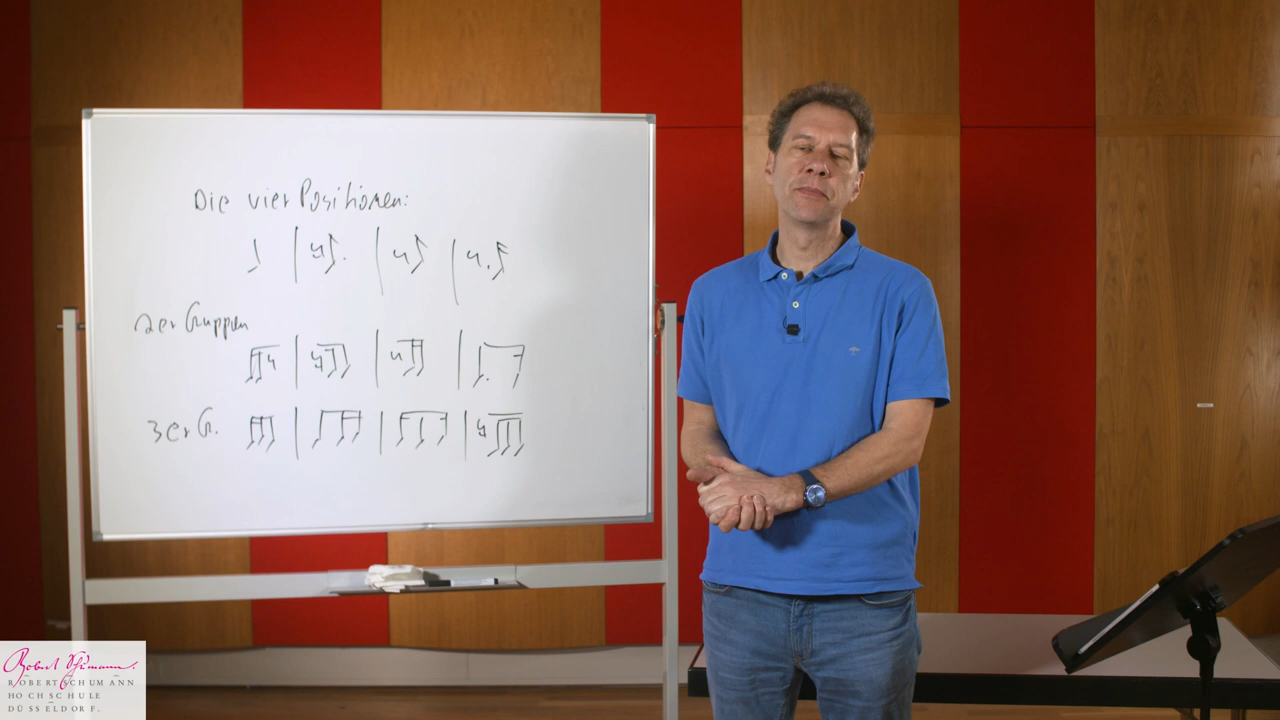 Die vier Positionen:
2er Gruppen
3er G.
Robert Schumann.
ROBERT SCHUMANN
HOCHSCHULE
DÜSSELDORF.